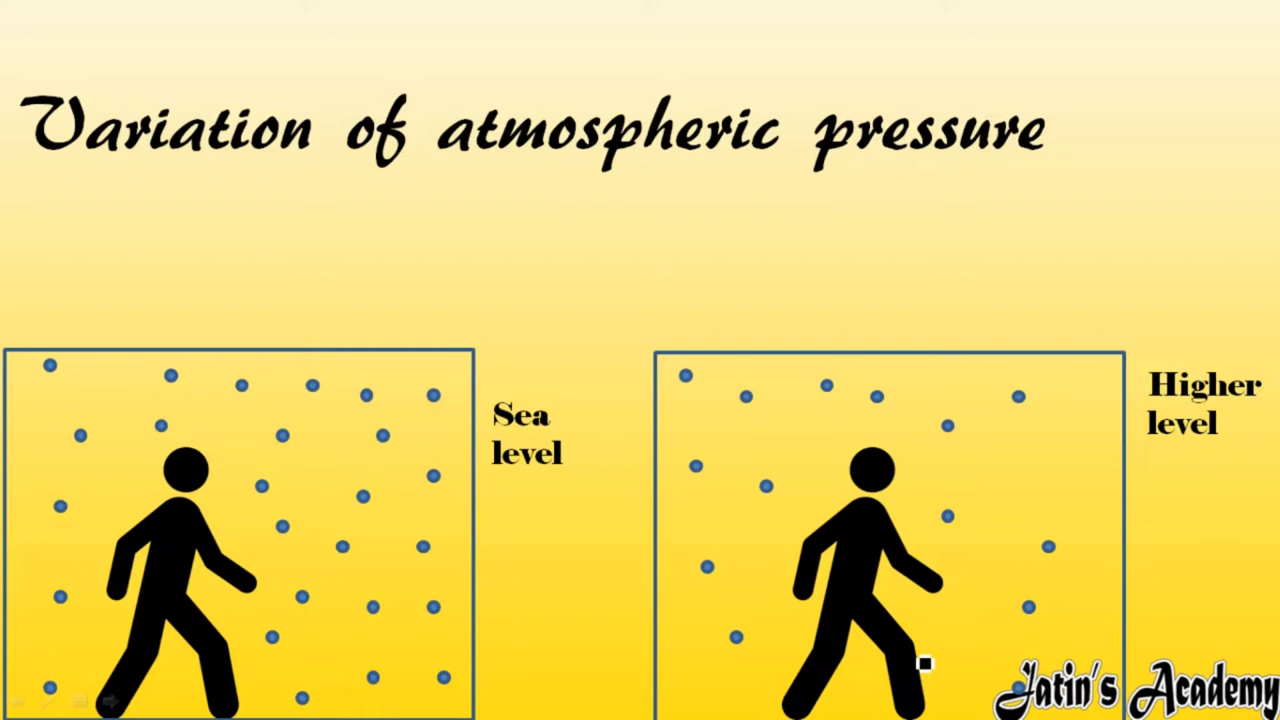 Variation of atmospheric pressure
Sea
level
Higher
level
Jatin's Academy